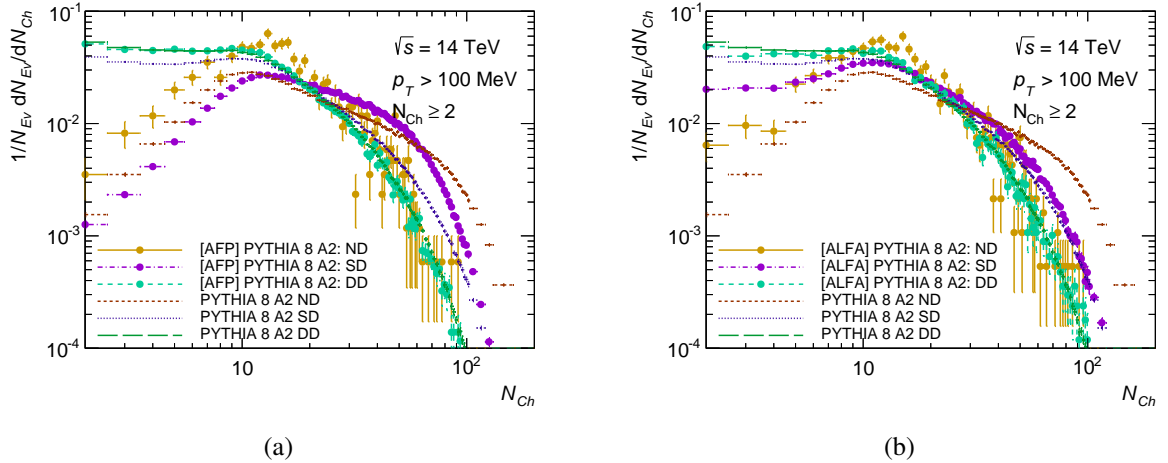 1/N_Ev dN_Ev/dN_Ch
10^-1
10^-2
10^-3
10^-4
√s = 14 TeV
p_T > 100 MeV
N_Ch ≥ 2
[AFP] PYTHIA 8 A2: ND
[AFP] PYTHIA 8 A2: SD
[AFP] PYTHIA 8 A2: DD
PYTHIA 8 A2 ND
PYTHIA 8 A2 SD
PYTHIA 8 A2 DD
10
10^2
N_Ch
(a)
1/N_Ev dN_Ev/dN_Ch
10^-1
10^-2
10^-3
10^-4
√s = 14 TeV
p_T > 100 MeV
N_Ch ≥ 2
[ALFA] PYTHIA 8 A2: ND
[ALFA] PYTHIA 8 A2: SD
[ALFA] PYTHIA 8 A2: DD
PYTHIA 8 A2 ND
PYTHIA 8 A2 SD
PYTHIA 8 A2 DD
10
10^2
N_Ch
(b)